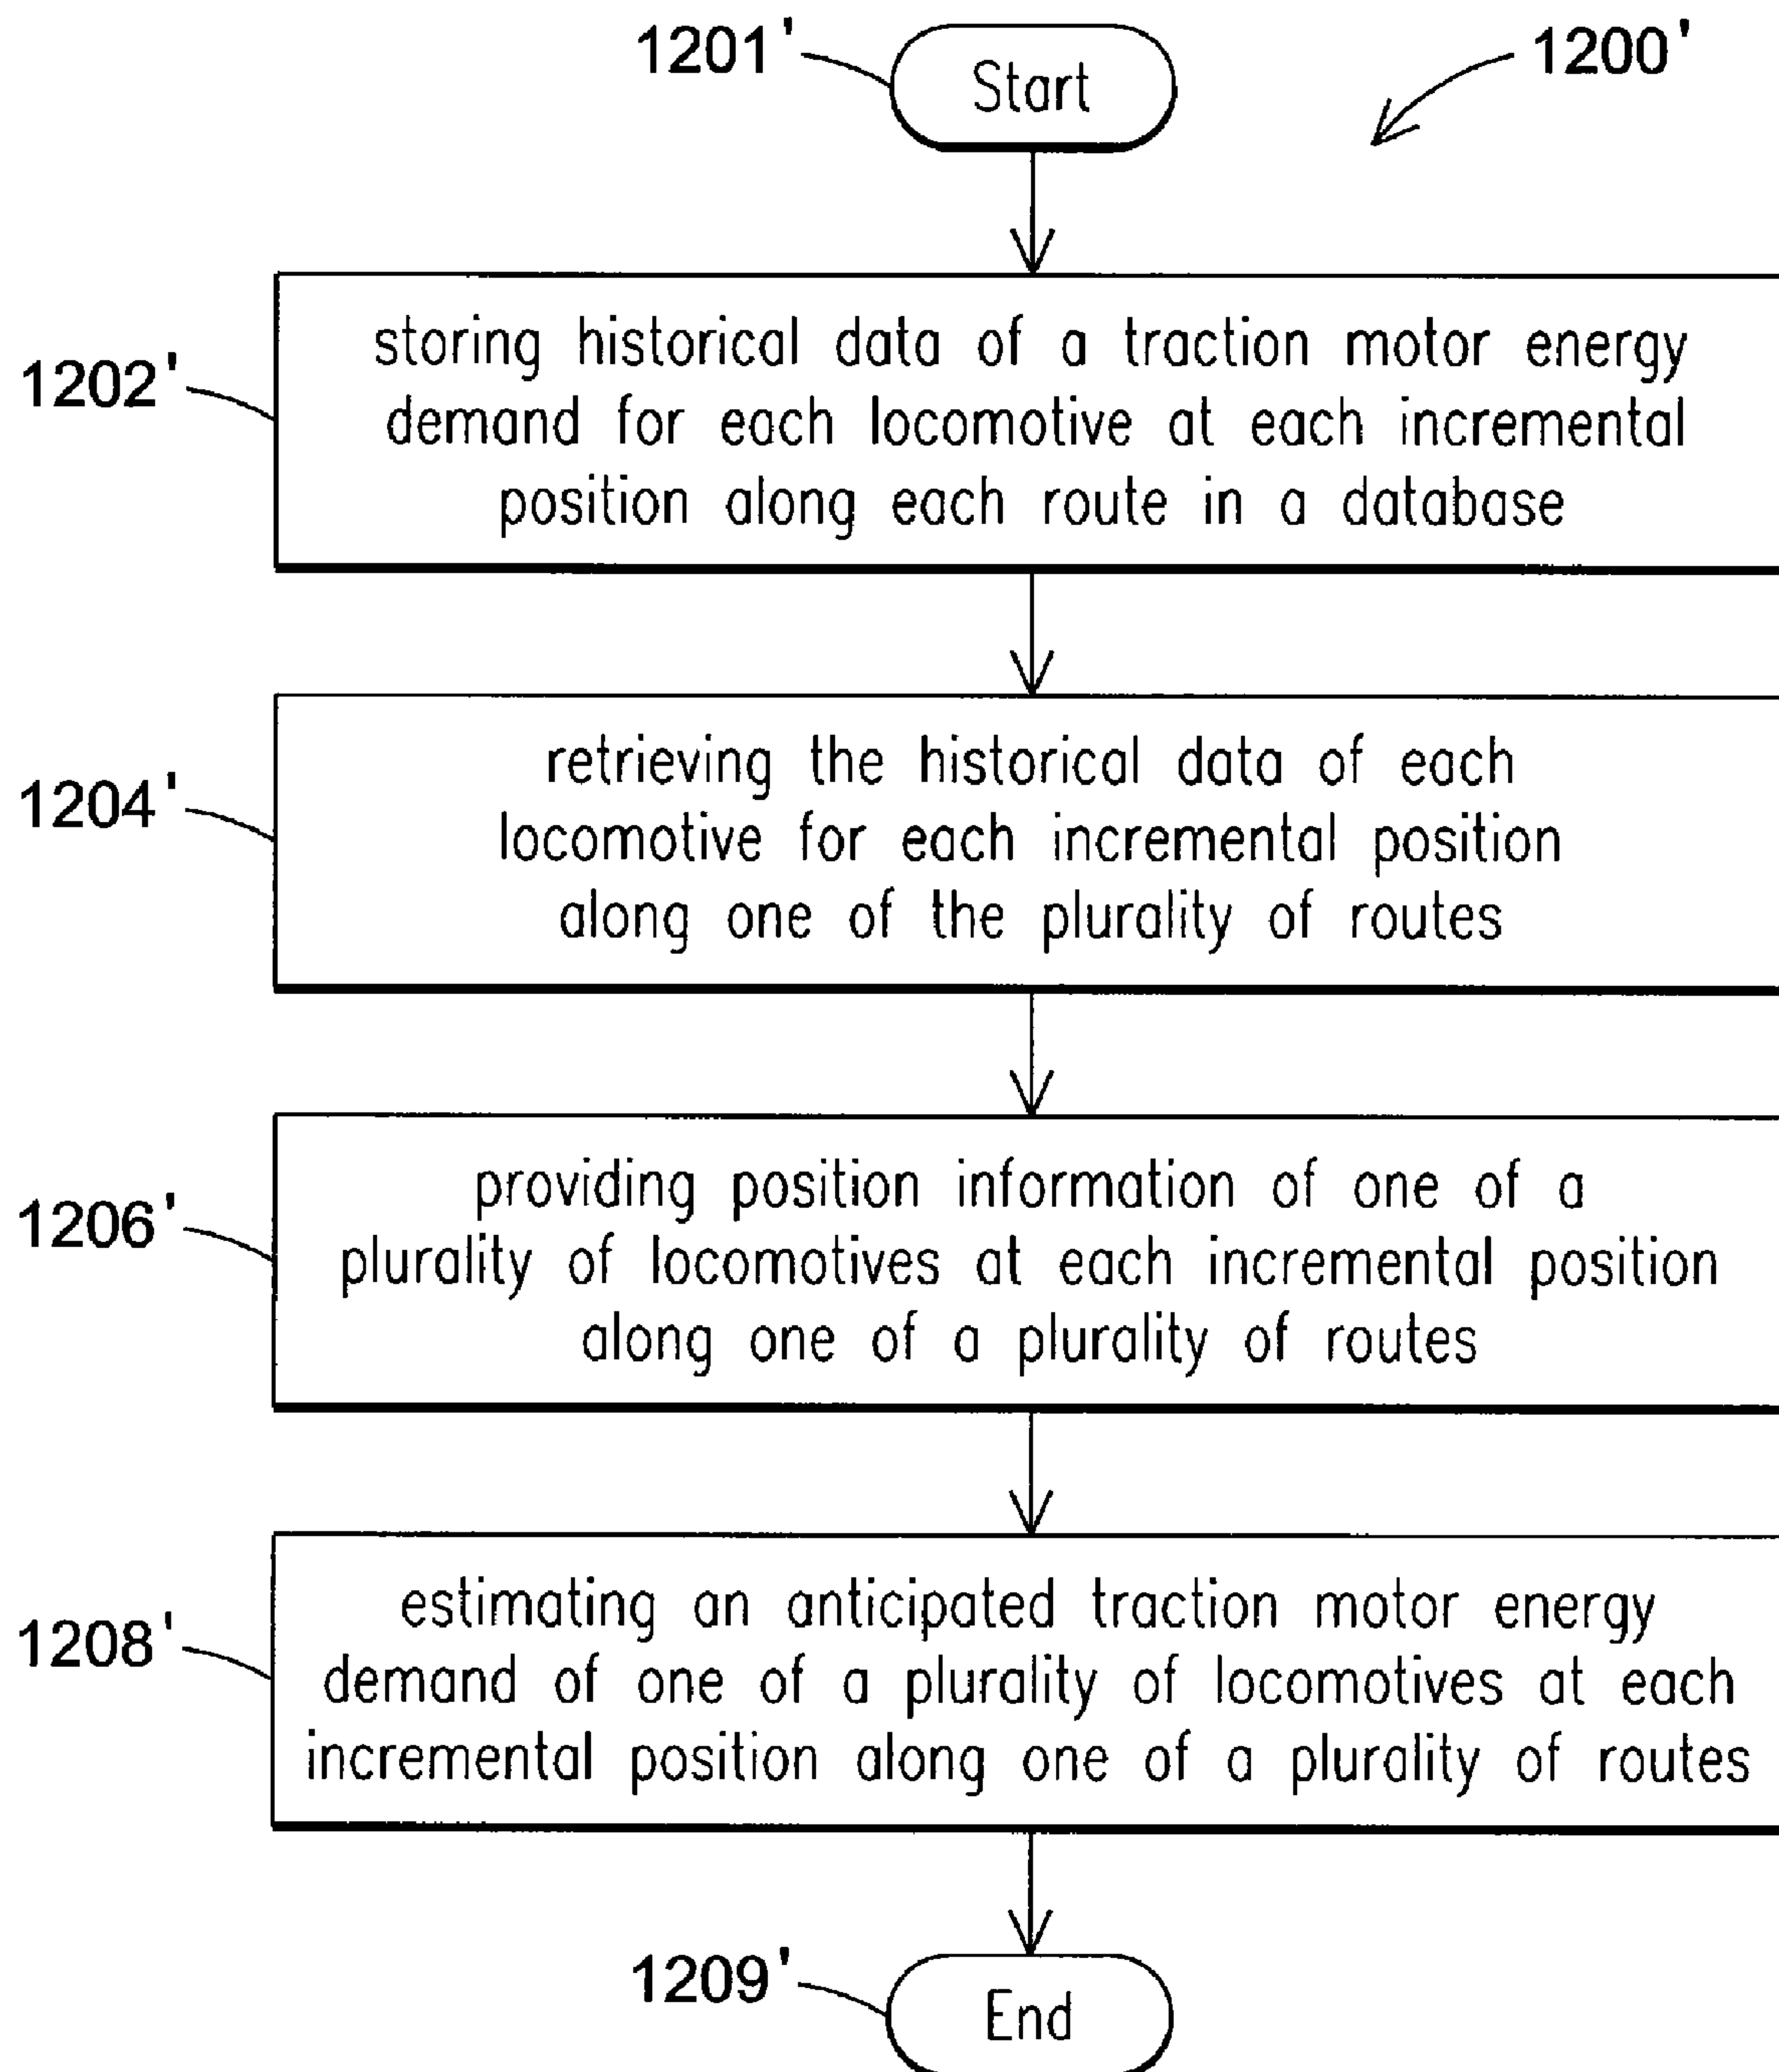 1201'
Start
1200'
1202'
storing historical data of a traction motor energy
demand for each locomotive at each incremental
position along each route in a database
1204'
retrieving the historical data of each
locomotive for each incremental position
along one of the plurality of routes
1206'
providing position information of one of a
plurality of locomotives at each incremental position
along one of a plurality of routes
1208'
estimating an anticipated traction motor energy
demand of one of a plurality of locomotives at each
incremental position along one of a plurality of routes
1209'
End